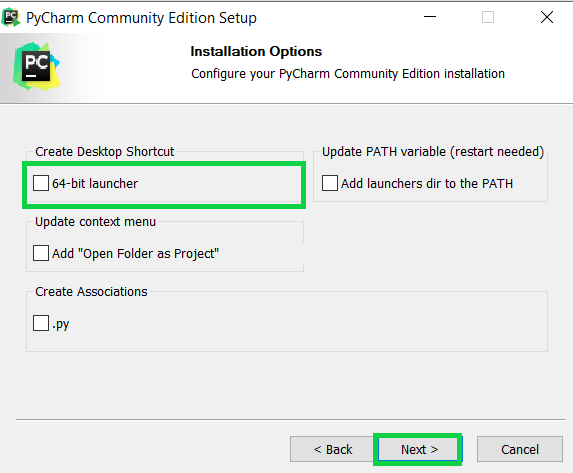 PC PyCharm Community Edition Setup
PC
Installation Options
Configure your PyCharm Community Edition installation
Create Desktop Shortcut
64-bit launcher
Update PATH variable (restart needed)
Add launchers dir to the PATH
Update context menu
Add "Open Folder as Project"
Create Associations
.py
< Back
Next >
Cancel